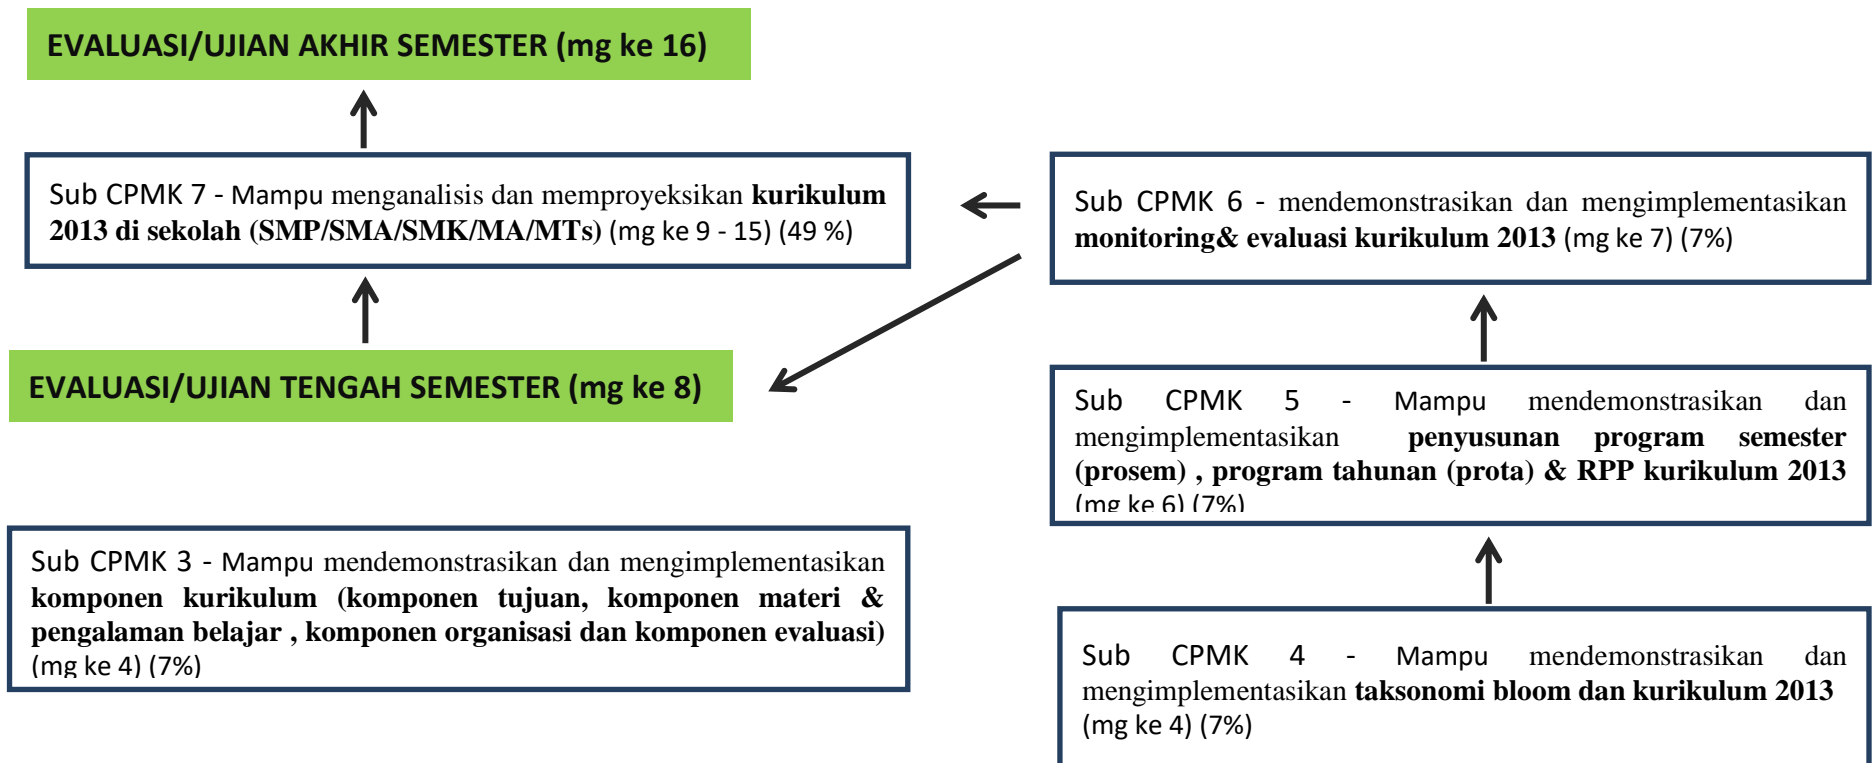 EVALUASI/UJIAN AKHIR SEMESTER (mg ke 16)
Sub CPMK 7 - Mampu menganalisis dan memproyeksikan kurikulum
2013 di sekolah (SMP/SMA/SMK/MA/MTs) (mg ke 9 - 15) (49 %)
Sub CPMK 6 - mendemonstrasikan dan mengimplementasikan
monitoring& evaluasi kurikulum 2013 (mg ke 7) (7%)
EVALUASI/UJIAN TENGAH SEMESTER (mg ke 8)
Sub CPMK 5 - Mampu mendemonstrasikan dan
mengimplementasikan penyusunan program semester
(prosem) , program tahunan (prota) & RPP kurikulum 2013
(mg ke 6) (7%)
Sub CPMK 3 - Mampu mendemonstrasikan dan mengimplementasikan
komponen kurikulum (komponen tujuan, komponen materi &
pengalaman belajar , komponen organisasi dan komponen evaluasi)
(mg ke 4) (7%)
Sub CPMK 4 - Mampu mendemonstrasikan dan
mengimplementasikan taksonomi bloom dan kurikulum 2013
(mg ke 4) (7%)